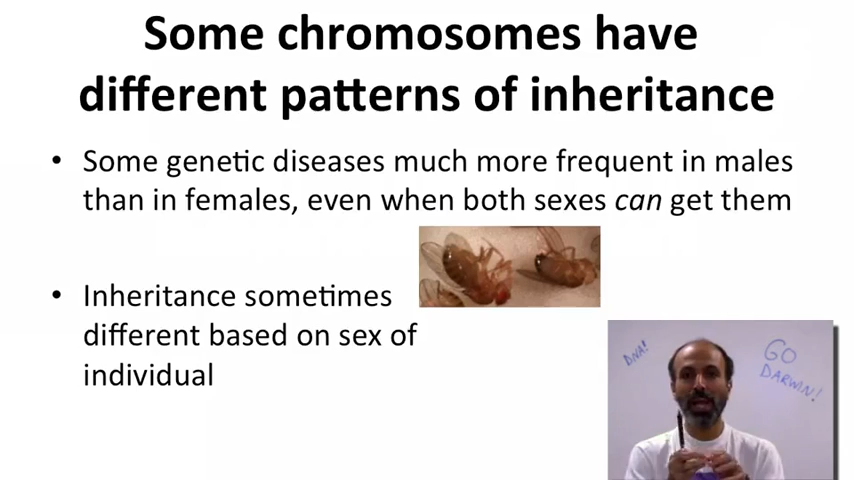 Some chromosomes have
different patterns of inheritance
• Some genetic diseases much more frequent in males
than in females, even when both sexes can get them
• Inheritance sometimes
different based on sex of
individual
DNA!
GO
DARWIN!